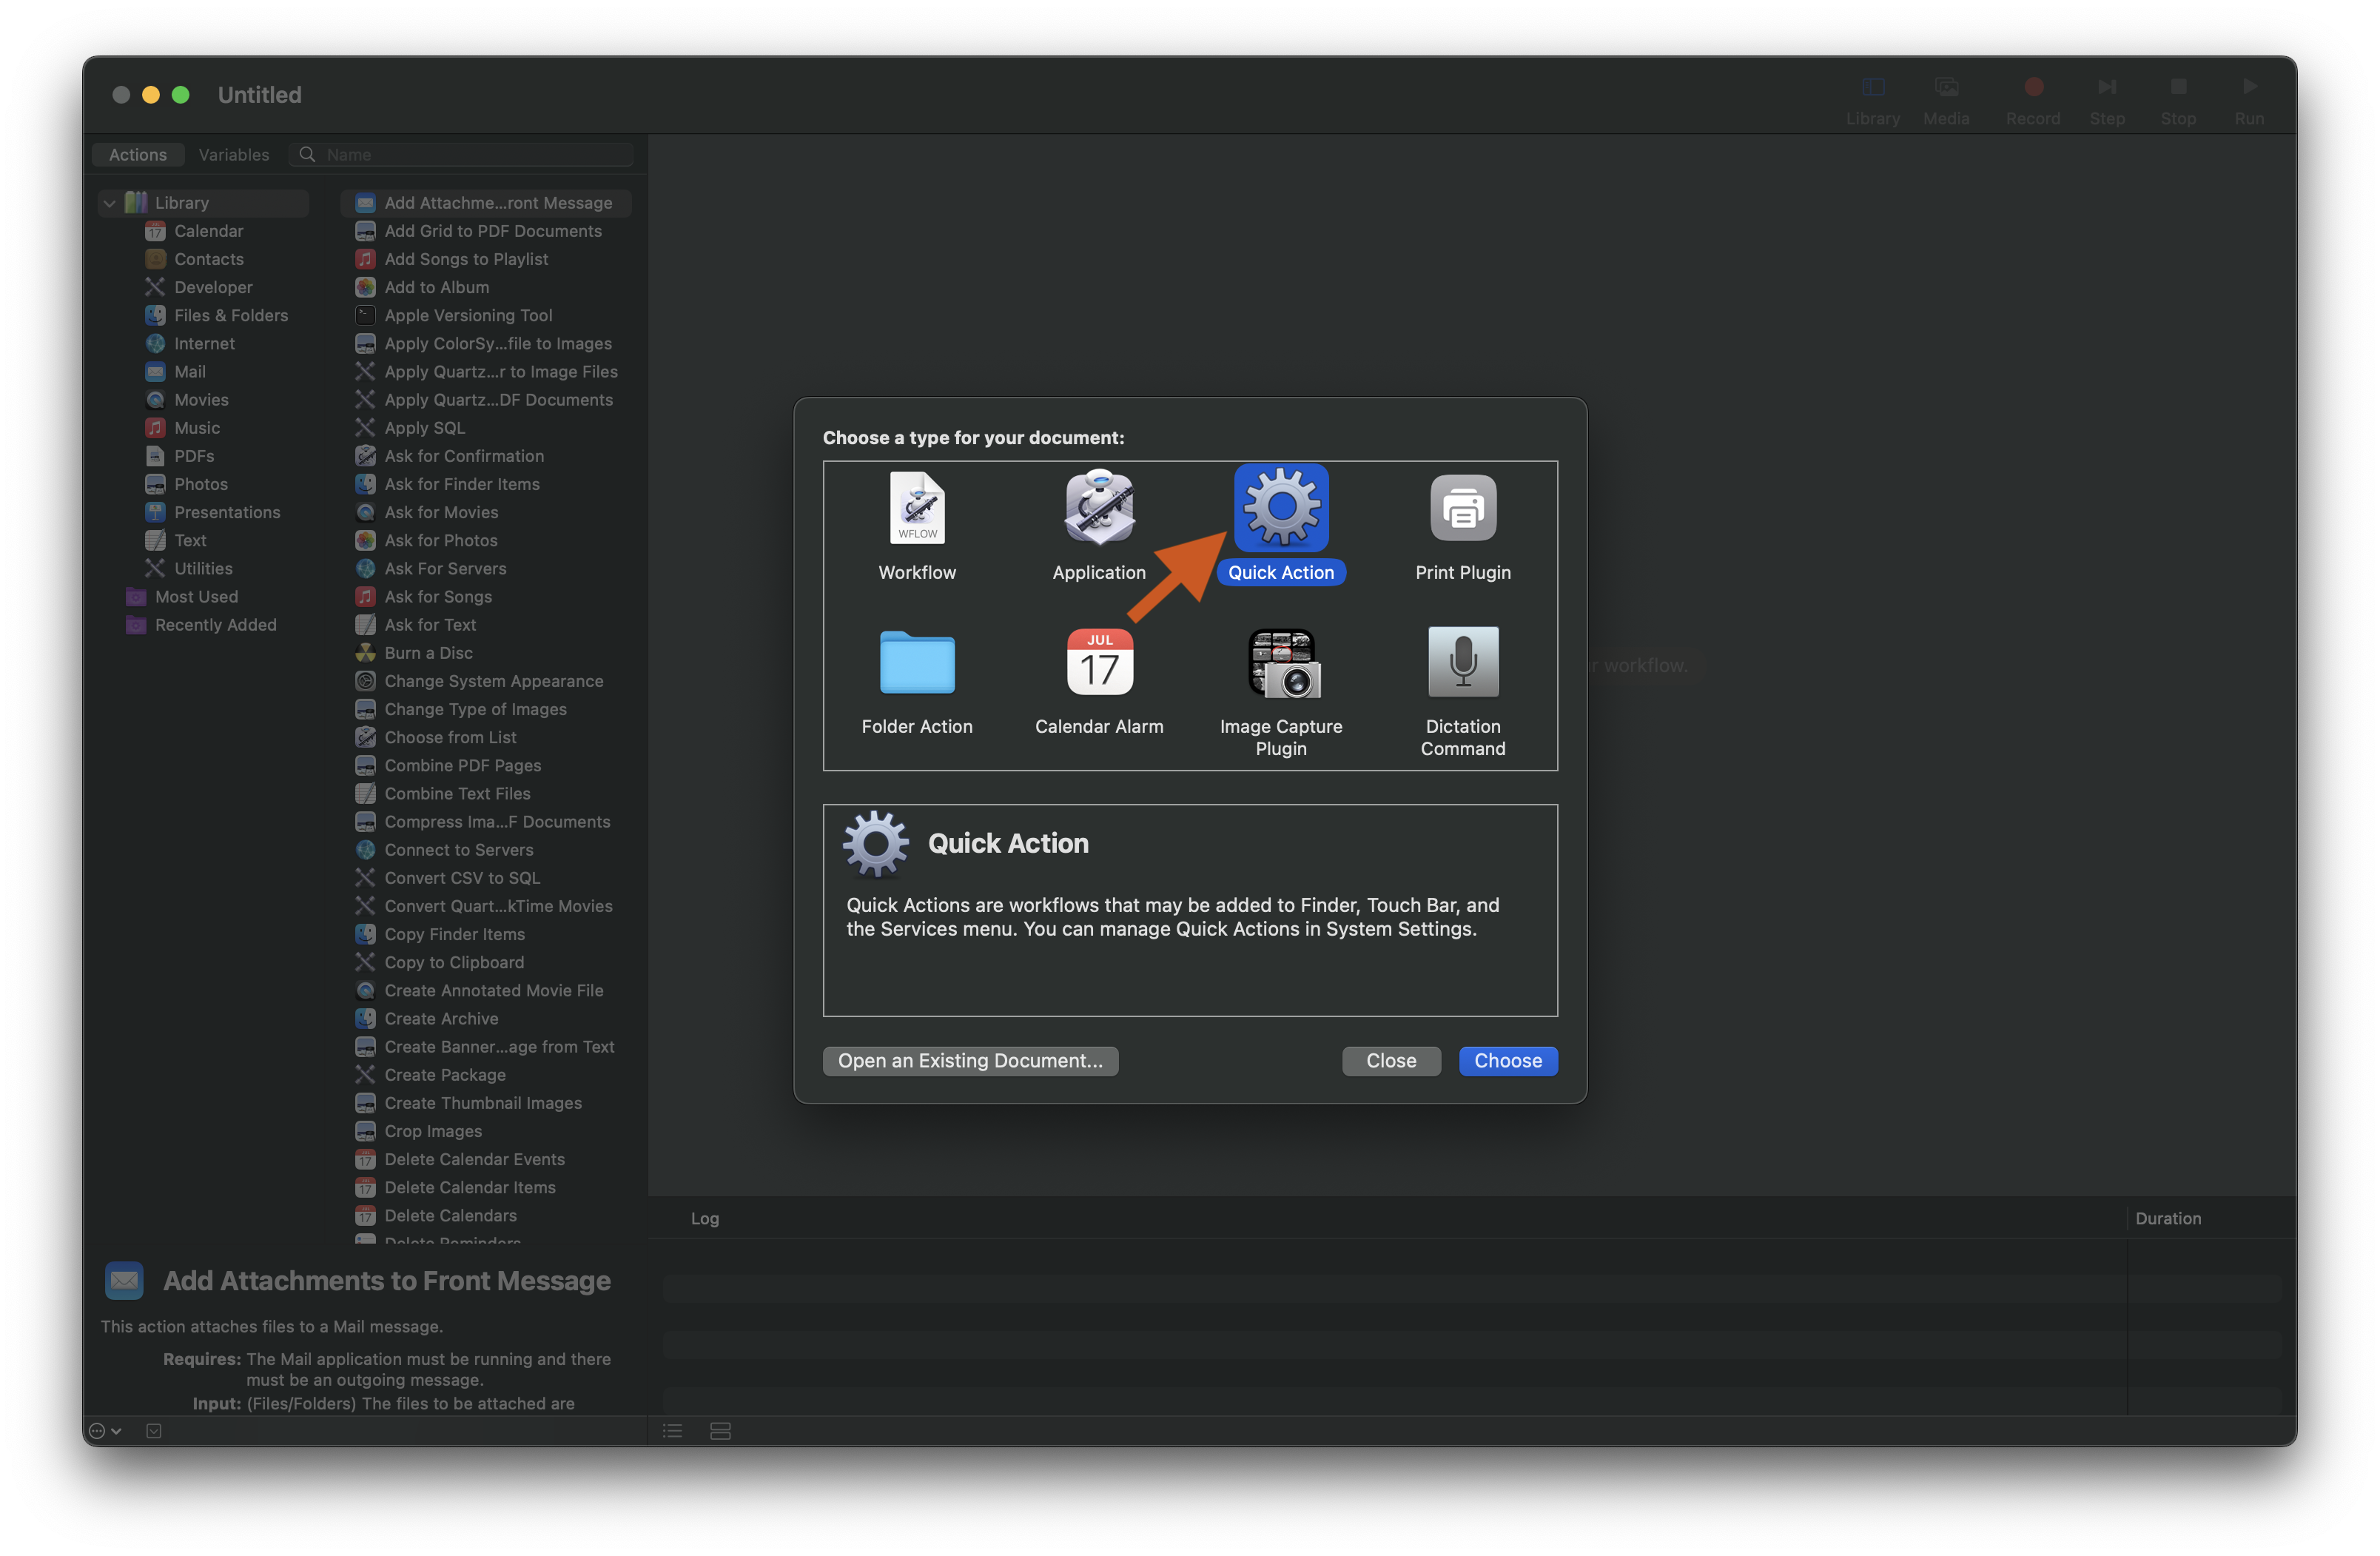 Untitled
Library
Media
Record
Step
Stop
Run
Actions
Variables
Name
Library
Calendar
Contacts
Developer
Files & Folders
Internet
Mail
Movies
Music
PDFs
Photos
Presentations
Text
Utilities
Most Used
Recently Added
Add Attachme...ront Message
Add Grid to PDF Documents
Add Songs to Playlist
Add to Album
Apple Versioning Tool
Apply ColorSy...file to Images
Apply Quartz...r to Image Files
Apply Quartz...DF Documents
Apply SQL
Ask for Confirmation
Ask for Finder Items
Ask for Movies
Ask for Photos
Ask For Servers
Ask for Songs
Ask for Text
Burn a Disc
Change System Appearance
Change Type of Images
Choose from List
Combine PDF Pages
Combine Text Files
Compress Ima...F Documents
Connect to Servers
Convert CSV to SQL
Convert Quart...kTime Movies
Copy Finder Items
Copy to Clipboard
Create Annotated Movie File
Create Archive
Create Banner...age from Text
Create Package
Create Thumbnail Images
Crop Images
Delete Calendar Events
Delete Calendar Items
Delete Calendars
Delete Reminders
Add Attachments to Front Message
This action attaches files to a Mail message.
Requires: The Mail application must be running and there
must be an outgoing message.
Input: (Files/Folders) The files to be attached are
Choose a type for your document:
WFLOW
Workflow
Application
Quick Action
Print Plugin
JUL
17
Folder Action
Calendar Alarm
Image Capture
Plugin
Dictation
Command
Quick Action
Quick Actions are workflows that may be added to Finder, Touch Bar, and
the Services menu. You can manage Quick Actions in System Settings.
Open an Existing Document...
Close
Choose
workflow.
Log
Duration